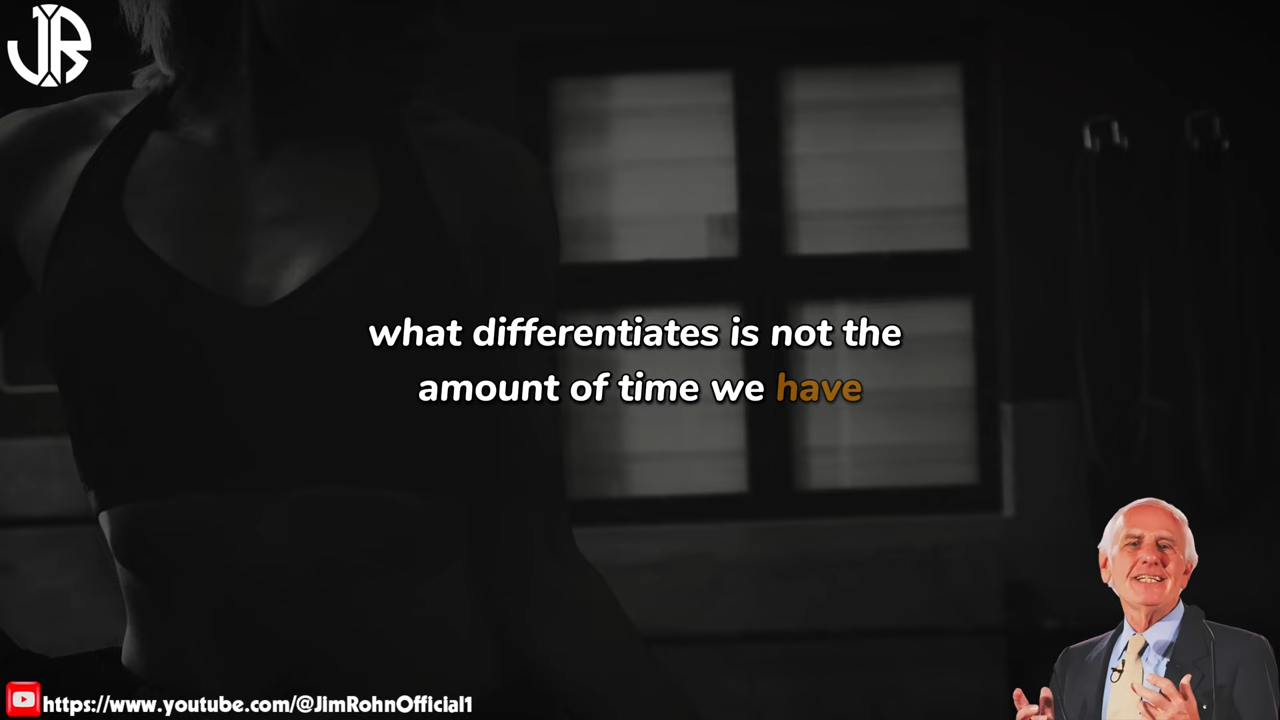 JR
what differentiates is not the
amount of time we have
https://www.youtube.com/@JimRohnOfficial1